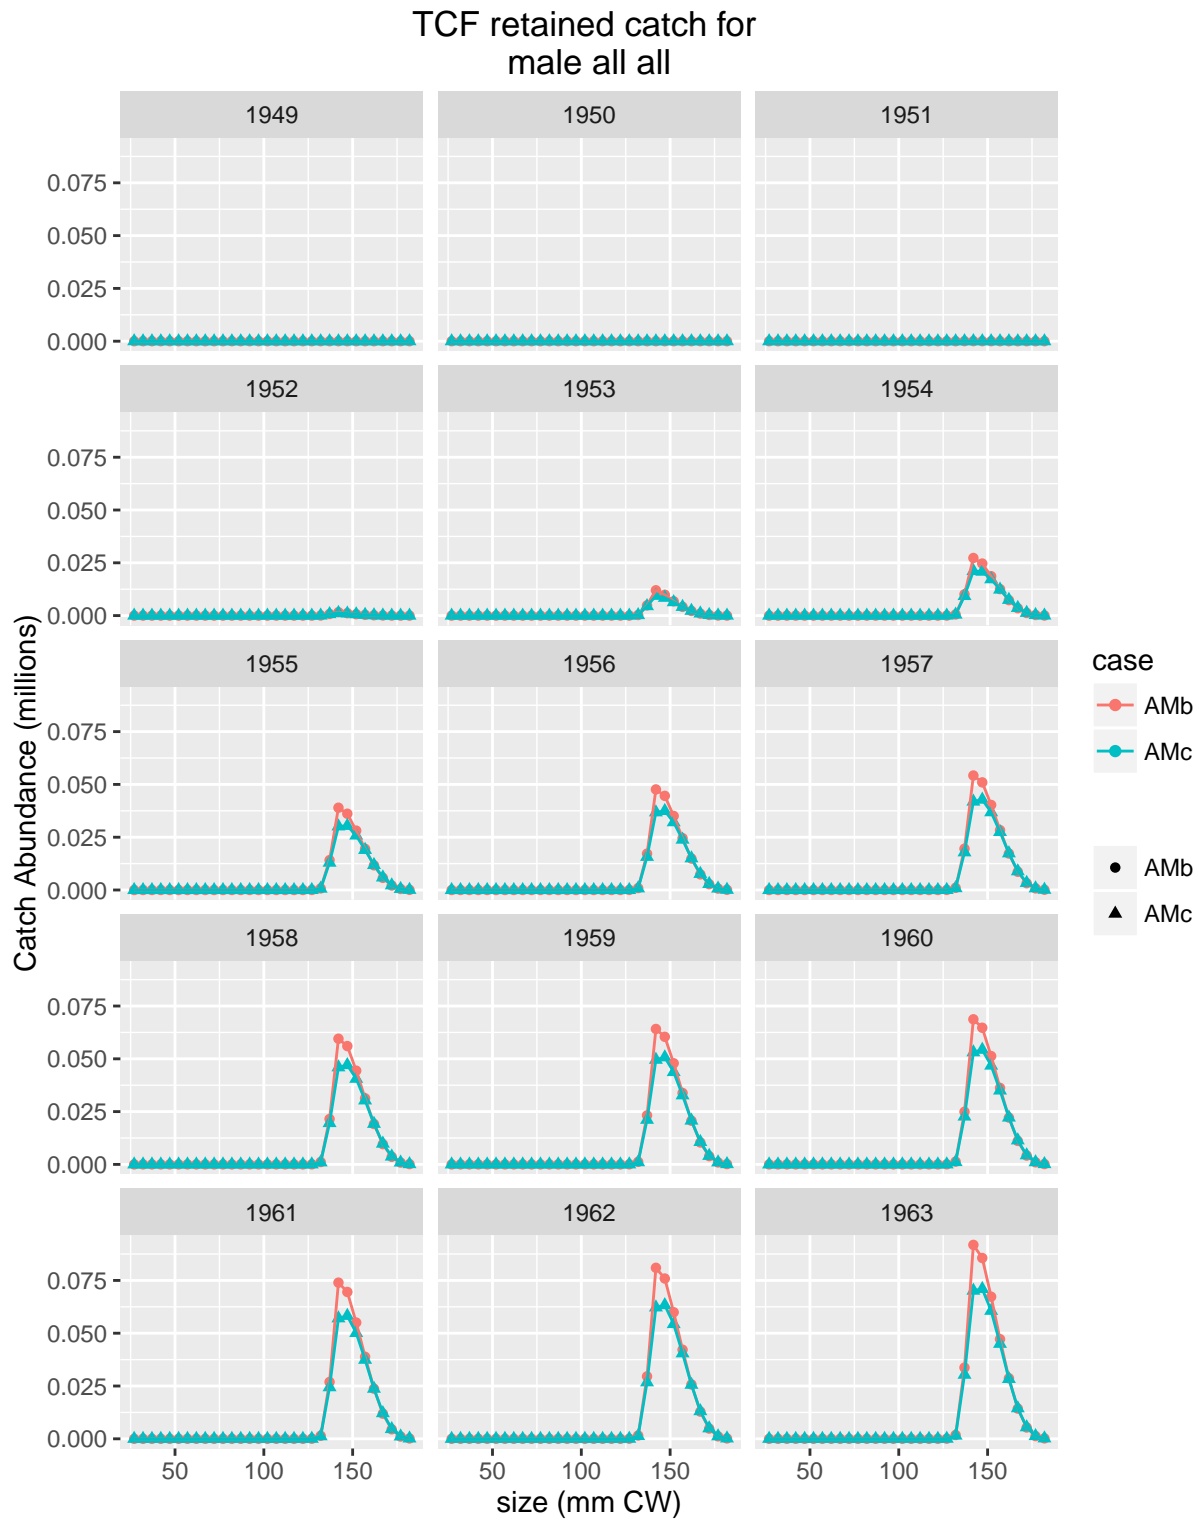 TCF retained catch for
male all all
1949 1950 1951
0.075
0.050
0.025
0.000
1952 1953 1954
0.075
0.050
0.025
0.000
1955 1956 1957
0.075
0.050
0.025
0.000
1958 1959 1960
0.075
0.050
0.025
0.000
1961 1962 1963
0.075
0.050
0.025
0.000
50 100 150 50 100 150 50 100 150
size (mm CW)
Catch Abundance (millions)
case
AMb
AMc
AMb
AMc